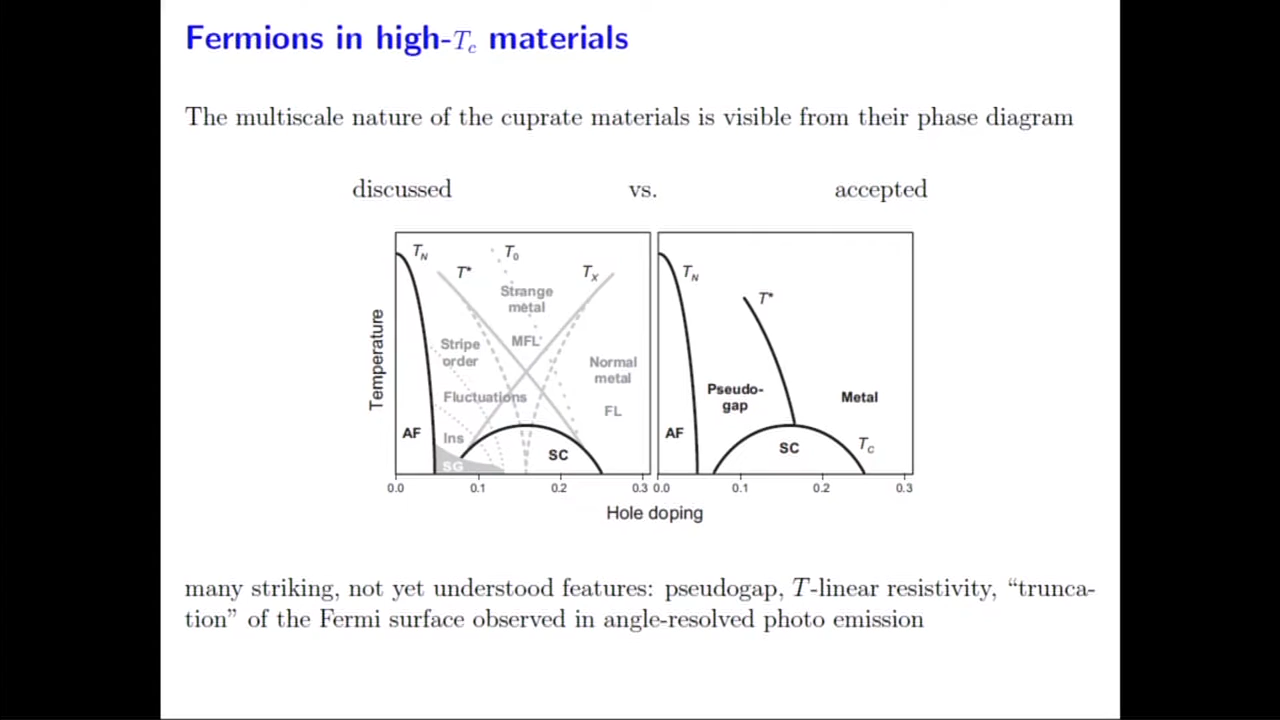 Fermions in high-Tc materials
The multiscale nature of the cuprate materials is visible from their phase diagram
discussed vs. accepted
TN T0
T* Tx
Strange
metal
MFL
Stripe
order
Normal
metal
Fluctuations
FL
AF Ins
SC
SG
Temperature
0.0 0.1 0.2 0.3
TN
T*
Pseudo-
gap
Metal
AF
SC Tc
0.0 0.1 0.2 0.3
Hole doping
many striking, not yet understood features: pseudogap, T-linear resistivity, “trunca-
tion” of the Fermi surface observed in angle-resolved photo emission